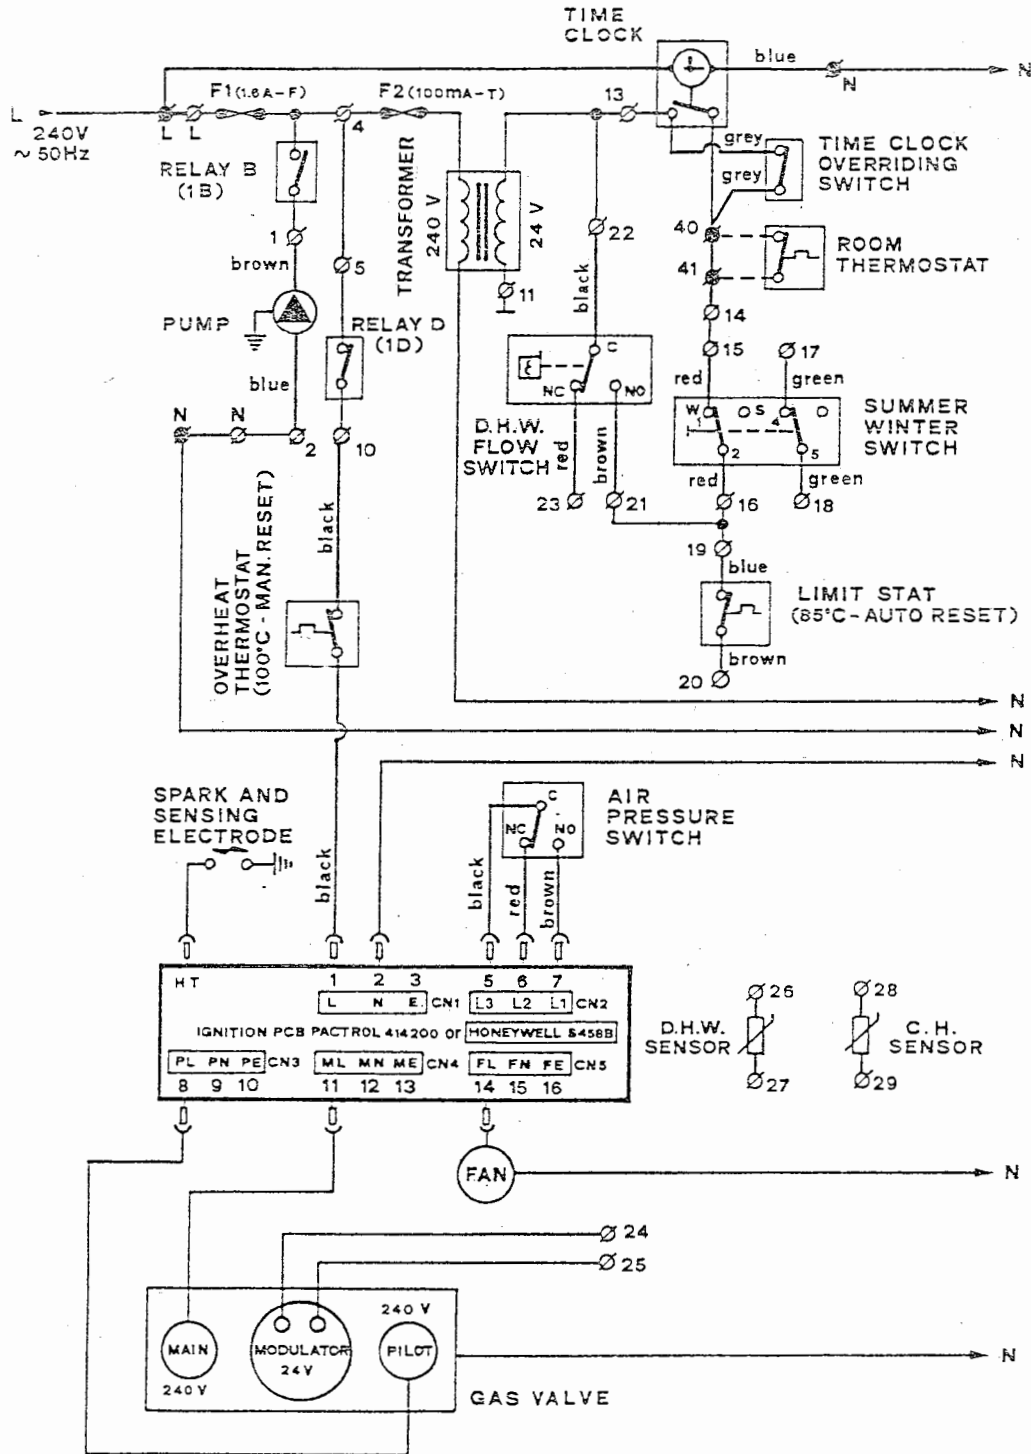 TIME
CLOCK
blue
N
N
F1(1.6A-F)
F2(100mA-T)
13
L
L
L
4
240V
~ 50Hz
RELAY B
(1B)
TRANSFORMER
240 V
24 V
grey
grey
TIME CLOCK
OVERRIDING
SWITCH
22
40
1
5
11
black
ROOM
THERMOSTAT
41
brown
14
PUMP
RELAY D
(1D)
15
17
C
red
green
blue
NC
NO
W
1
S
4
O
SUMMER
WINTER
SWITCH
N
N
2
10
D.H.W.
FLOW
SWITCH
2
5
red
green
red
brown
23
21
16
18
black
19
blue
OVERHEAT
THERMOSTAT
(100°C - MAN. RESET)
LIMIT STAT
(85°C-AUTO RESET)
brown
20
N
N
N
SPARK AND
SENSING
ELECTRODE
C
NC
NO
AIR
PRESSURE
SWITCH
black
black
red
brown
HT
1 2 3
5 6 7
L N E. CN1
L3 L2 L1 CN2
IGNITION PCB PACTROL 414200 or HONEYWELL S458B
PL PN PE CN3
ML MN ME CN4
FL FN FE CN5
8 9 10
11 12 13
14 15 16
26
28
D.H.W.
SENSOR
C.H.
SENSOR
27
29
FAN
N
24
25
240 V
MAIN
MODULATOR
24V
PILOT
240 V
N
GAS VALVE